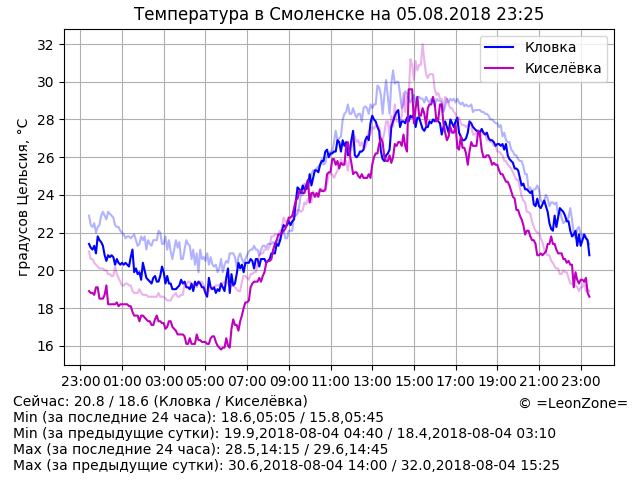 Температура в Смоленске на 05.08.2018 23:25
градусов Цельсия, °C
32
30
28
26
24
22
20
18
16
Кловка
Киселёвка
23:00 01:00 03:00 05:00 07:00 09:00 11:00 13:00 15:00 17:00 19:00 21:00 23:00
Сейчас: 20.8 / 18.6 (Кловка / Киселёвка)
© =LeonZone=
Min (за последние 24 часа): 18.6,05:05 / 15.8,05:45
Min (за предыдущие сутки): 19.9,2018-08-04 04:40 / 18.4,2018-08-04 03:10
Max (за последние 24 часа): 28.5,14:15 / 29.6,14:45
Max (за предыдущие сутки): 30.6,2018-08-04 14:00 / 32.0,2018-08-04 15:25